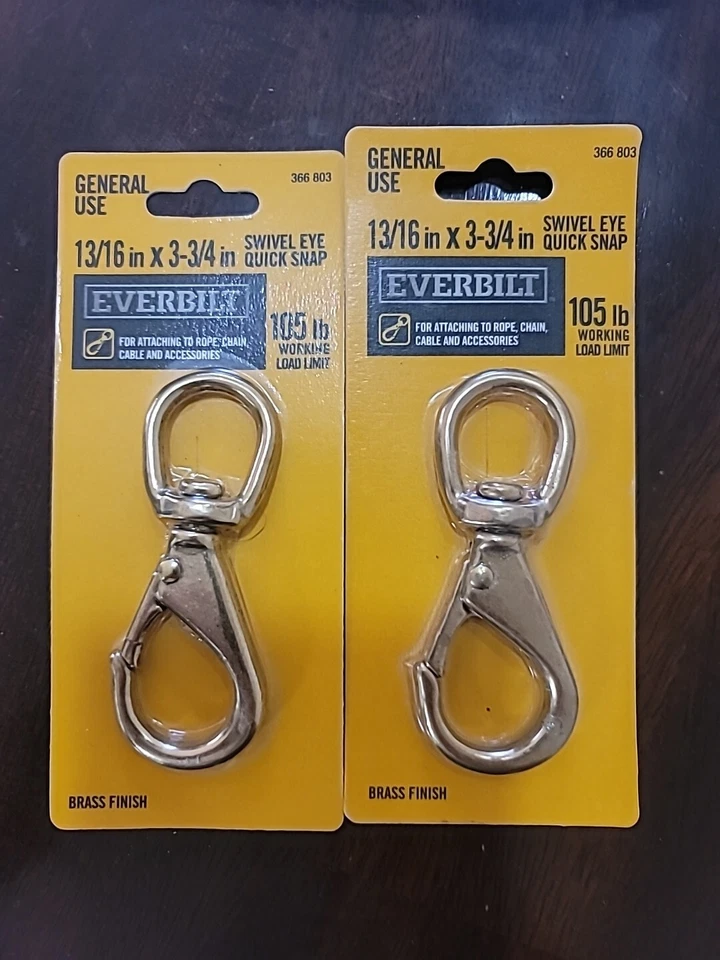 GENERAL
USE
366 803
13/16 in X 3-3/4 in
SWIVEL EYE
QUICK SNAP
EVERBILT
FOR ATTACHING TO ROPE, CHAIN,
CABLE AND ACCESSORIES
105 lb
WORKING
LOAD LIMIT
BRASS FINISH
GENERAL
USE
366 803
13/16 in X 3-3/4 in
SWIVEL EYE
QUICK SNAP
EVERBILT
FOR ATTACHING TO ROPE, CHAIN,
CABLE AND ACCESSORIES
105 lb
WORKING
LOAD LIMIT
BRASS FINISH